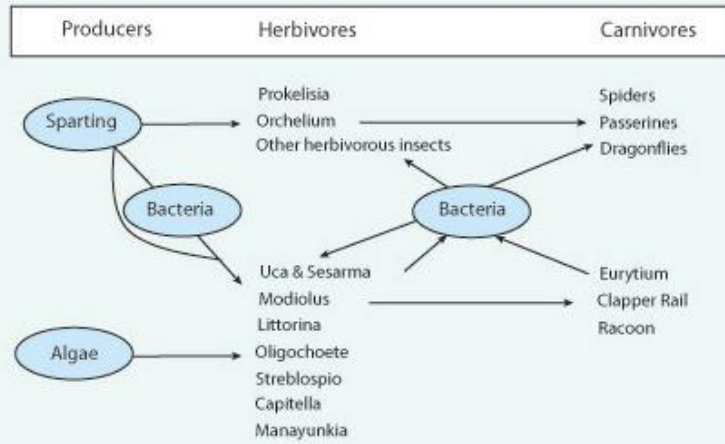 Producers
Herbivores
Carnivores
Sparting
Bacteria
Algae
Prokelisia
Orchelium
Other herbivorous insects
Bacteria
Spiders
Passerines
Dragonflies
Uca & Sesarma
Modiolus
Littorina
Oligochoete
Streblospio
Capitella
Manayunkia
Eurytium
Clapper Rail
Racoon